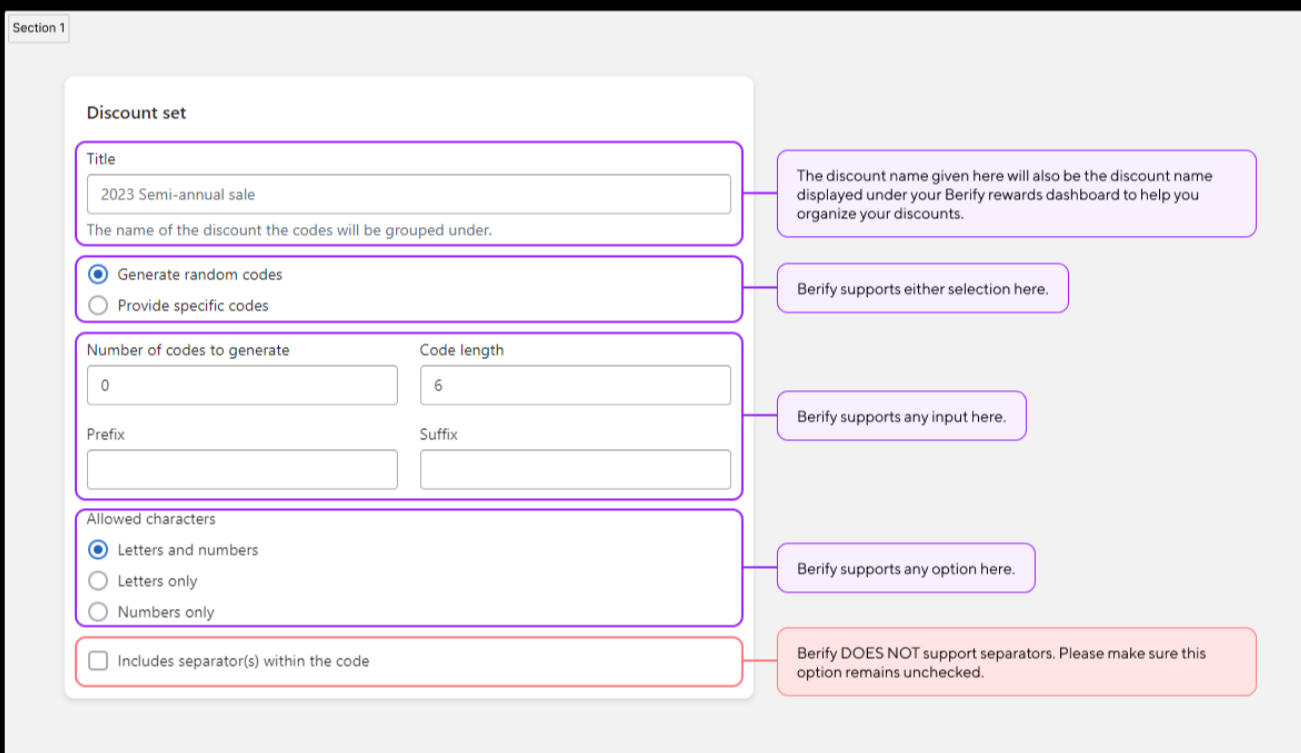 Section 1
Discount set
Title
2023 Semi-annual sale
The name of the discount the codes will be grouped under.
The discount name given here will also be the discount name
displayed under your Berify rewards dashboard to help you
organize your discounts.
Generate random codes
Provide specific codes
Berify supports either selection here.
Number of codes to generate
Code length
0
6
Prefix
Suffix
Berify supports any input here.
Allowed characters
Letters and numbers
Letters only
Numbers only
Berify supports any option here.
Includes separator(s) within the code
Berify DOES NOT support separators. Please make sure this
option remains unchecked.